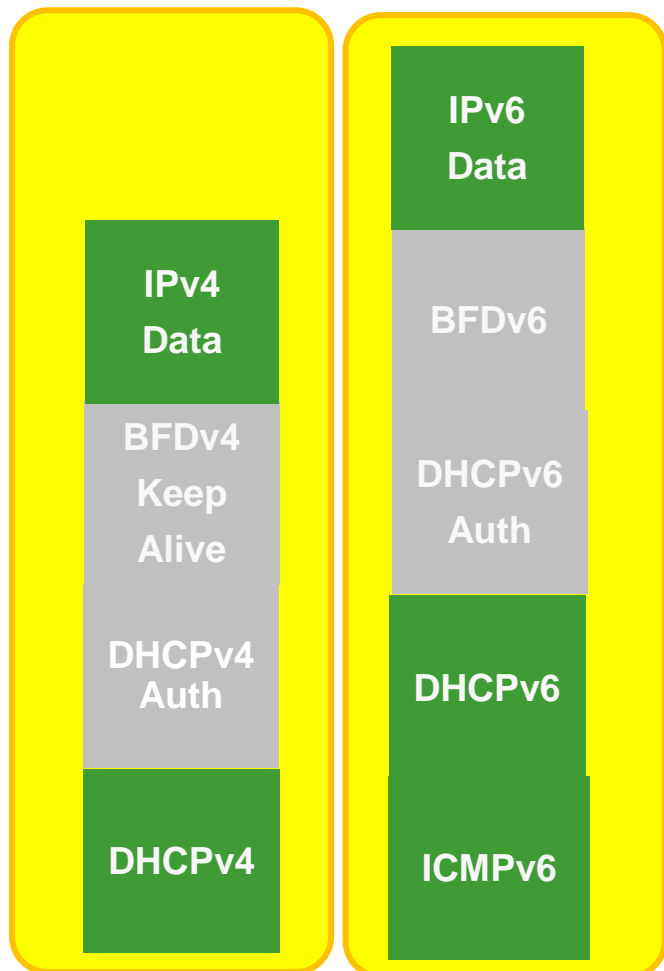 IPv4
Data
BFDv4
Keep
Alive
DHCPv4
Auth
DHCPv4
IPv6
Data
BFDv6
DHCPv6
Auth
DHCPv6
ICMPv6